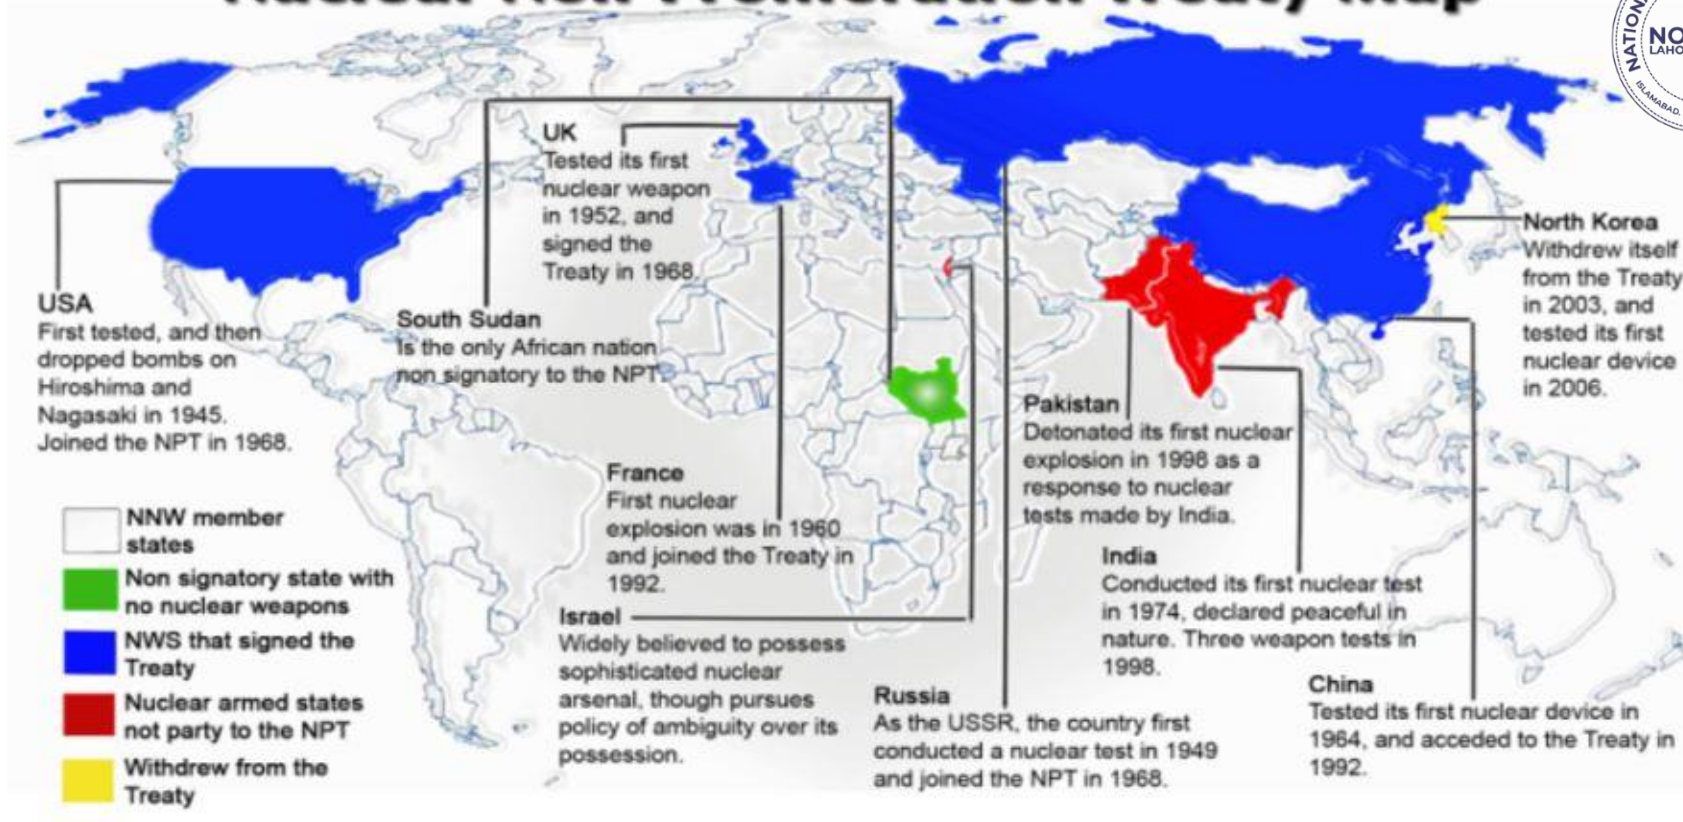 Nuclear Non Proliferation Treaty Map
NATION
NO
LAHO
ISLAMABAD.
UK
Tested its first
nuclear weapon
in 1952, and
signed the
Treaty in 1968.
North Korea
Withdrew itself
from the Treaty
in 2003, and
tested its first
nuclear device
in 2006.
USA
First tested, and then
dropped bombs on
Hiroshima and
Nagasaki in 1945.
Joined the NPT in 1968.
South Sudan
Is the only African nation
non signatory to the NPT.
Pakistan
Detonated its first nuclear
explosion in 1998 as a
response to nuclear
tests made by India.
France
First nuclear
explosion was in 1960
and joined the Treaty in
1992.
India
Conducted its first nuclear test
in 1974, declared peaceful in
nature. Three weapon tests in
1998.
Israel
Widely believed to possess
sophisticated nuclear
arsenal, though pursues
policy of ambiguity over its
possession.
Russia
As the USSR, the country first
conducted a nuclear test in 1949
and joined the NPT in 1968.
China
Tested its first nuclear device in
1964, and acceded to the Treaty in
1992.
NNW member
states
Non signatory state with
no nuclear weapons
NWS that signed the
Treaty
Nuclear armed states
not party to the NPT
Withdrew from the
Treaty